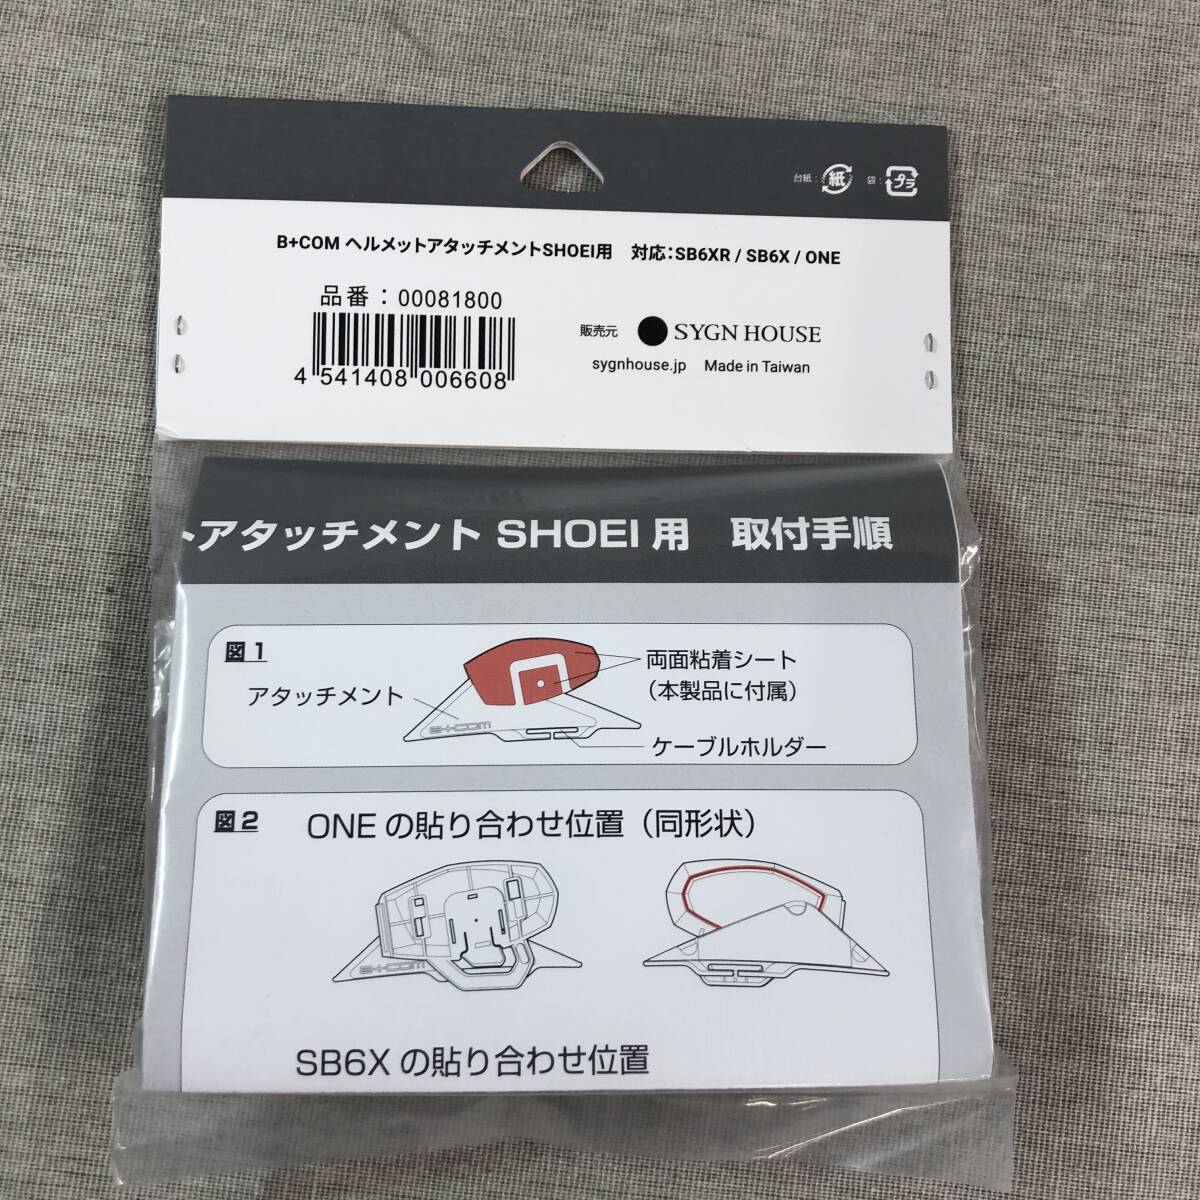 台紙： 紙 袋： プラ
B+COM ヘルメットアタッチメントSHOEI用 対応：SB6XR / SB6X / ONE
品番：00081800
4 541408 006608
販売元 SYGN HOUSE
sygnhouse.jp Made in Taiwan
トアタッチメント SHOEI 用 取付手順
図1
両面粘着シート
（本製品に付属）
アタッチメント
B+COM
ケーブルホルダー
図2
ONE の貼り合わせ位置（同形状）
B+COM
SB6X の貼り合わせ位置